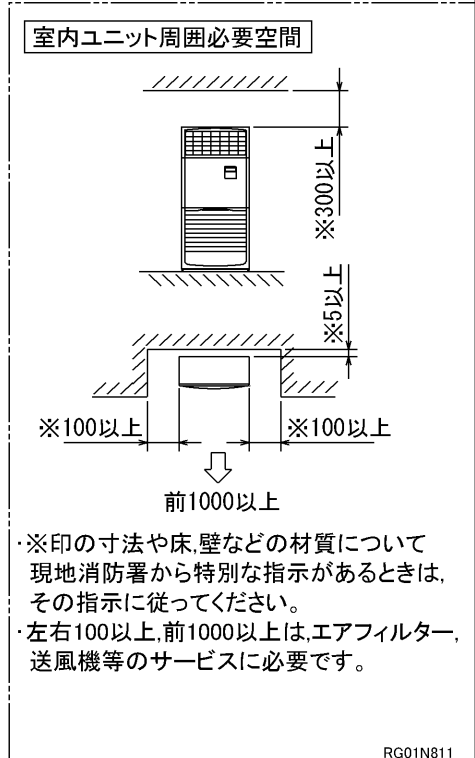 室内ユニット周囲必要空間
※300以上
※5以上
※100以上
※100以上
前1000以上
・※印の寸法や床,壁などの材質について
現地消防署から特別な指示があるときは,
その指示に従ってください。
・左右100以上,前1000以上は,エアフィルター,
送風機等のサービスに必要です。
RG01N811